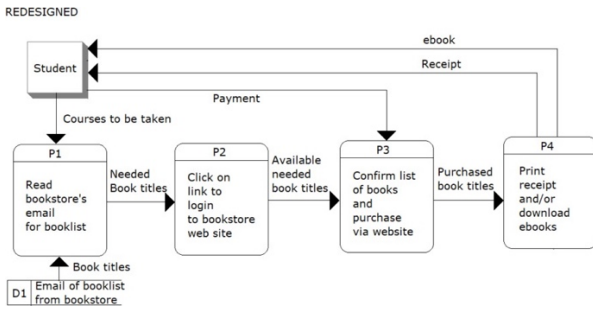 REDESIGNED
ebook
Student
Receipt
Payment
Courses to be taken
P1
Read
bookstore's
email
for booklist
Needed
Book titles
P2
Click on
link to
login
to bookstore
web site
Available
needed
book titles
P3
Confirm list
of books
and
purchase
via website
Purchased
book titles
P4
Print
receipt
and/or
download
ebooks
Book titles
D1
Email of booklist
from bookstore